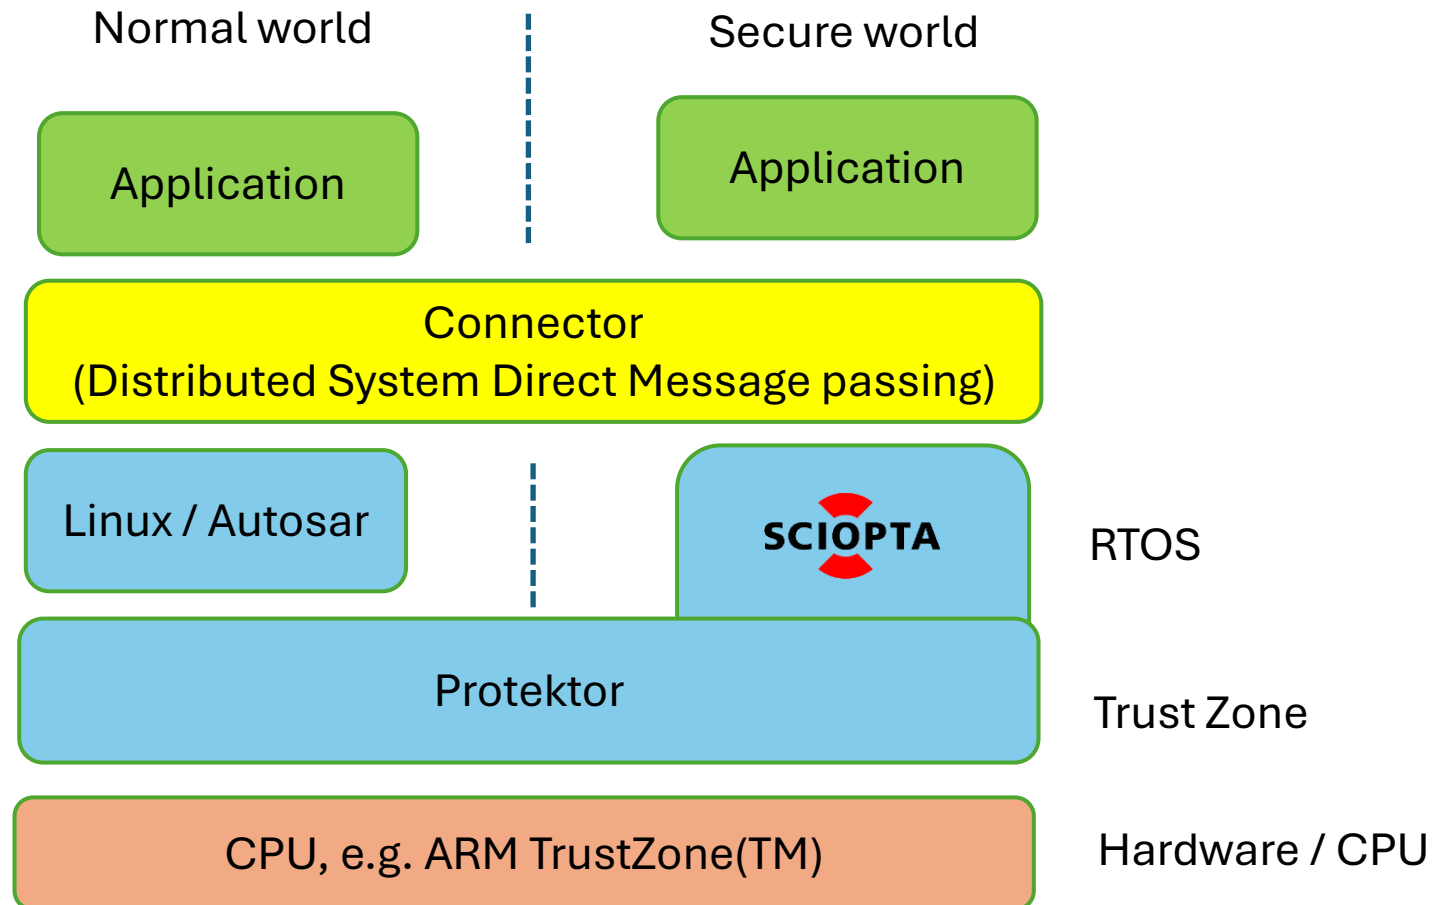 Normal world
Secure world
Application
Application
Connector
(Distributed System Direct Message passing)
Linux / Autosar
SCIOPTA
RTOS
Protektor
Trust Zone
CPU, e.g. ARM TrustZone(TM)
Hardware / CPU